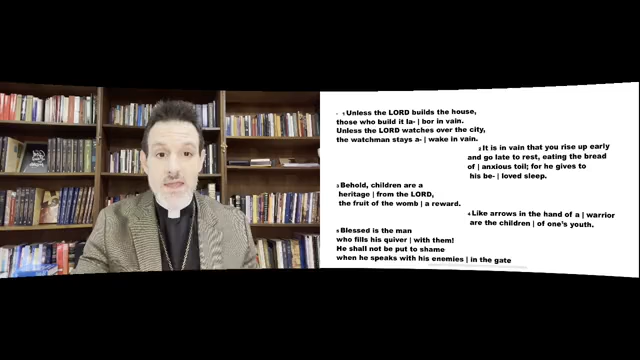 1Unless the LORD builds the house,
those who build it la- | bor in vain.
Unless the LORD watches over the city,
the watchman stays a- | wake in vain.
2It is in vain that you rise up early
and go late to rest, eating the bread
of | anxious toil; for he gives to
his be- | loved sleep.
3Behold, children are a
heritage | from the LORD,
the fruit of the womb | a reward.
4Like arrows in the hand of a | warrior
are the children | of one's youth.
5Blessed is the man
who fills his quiver | with them!
He shall not be put to shame
when he speaks with his enemies | in the gate